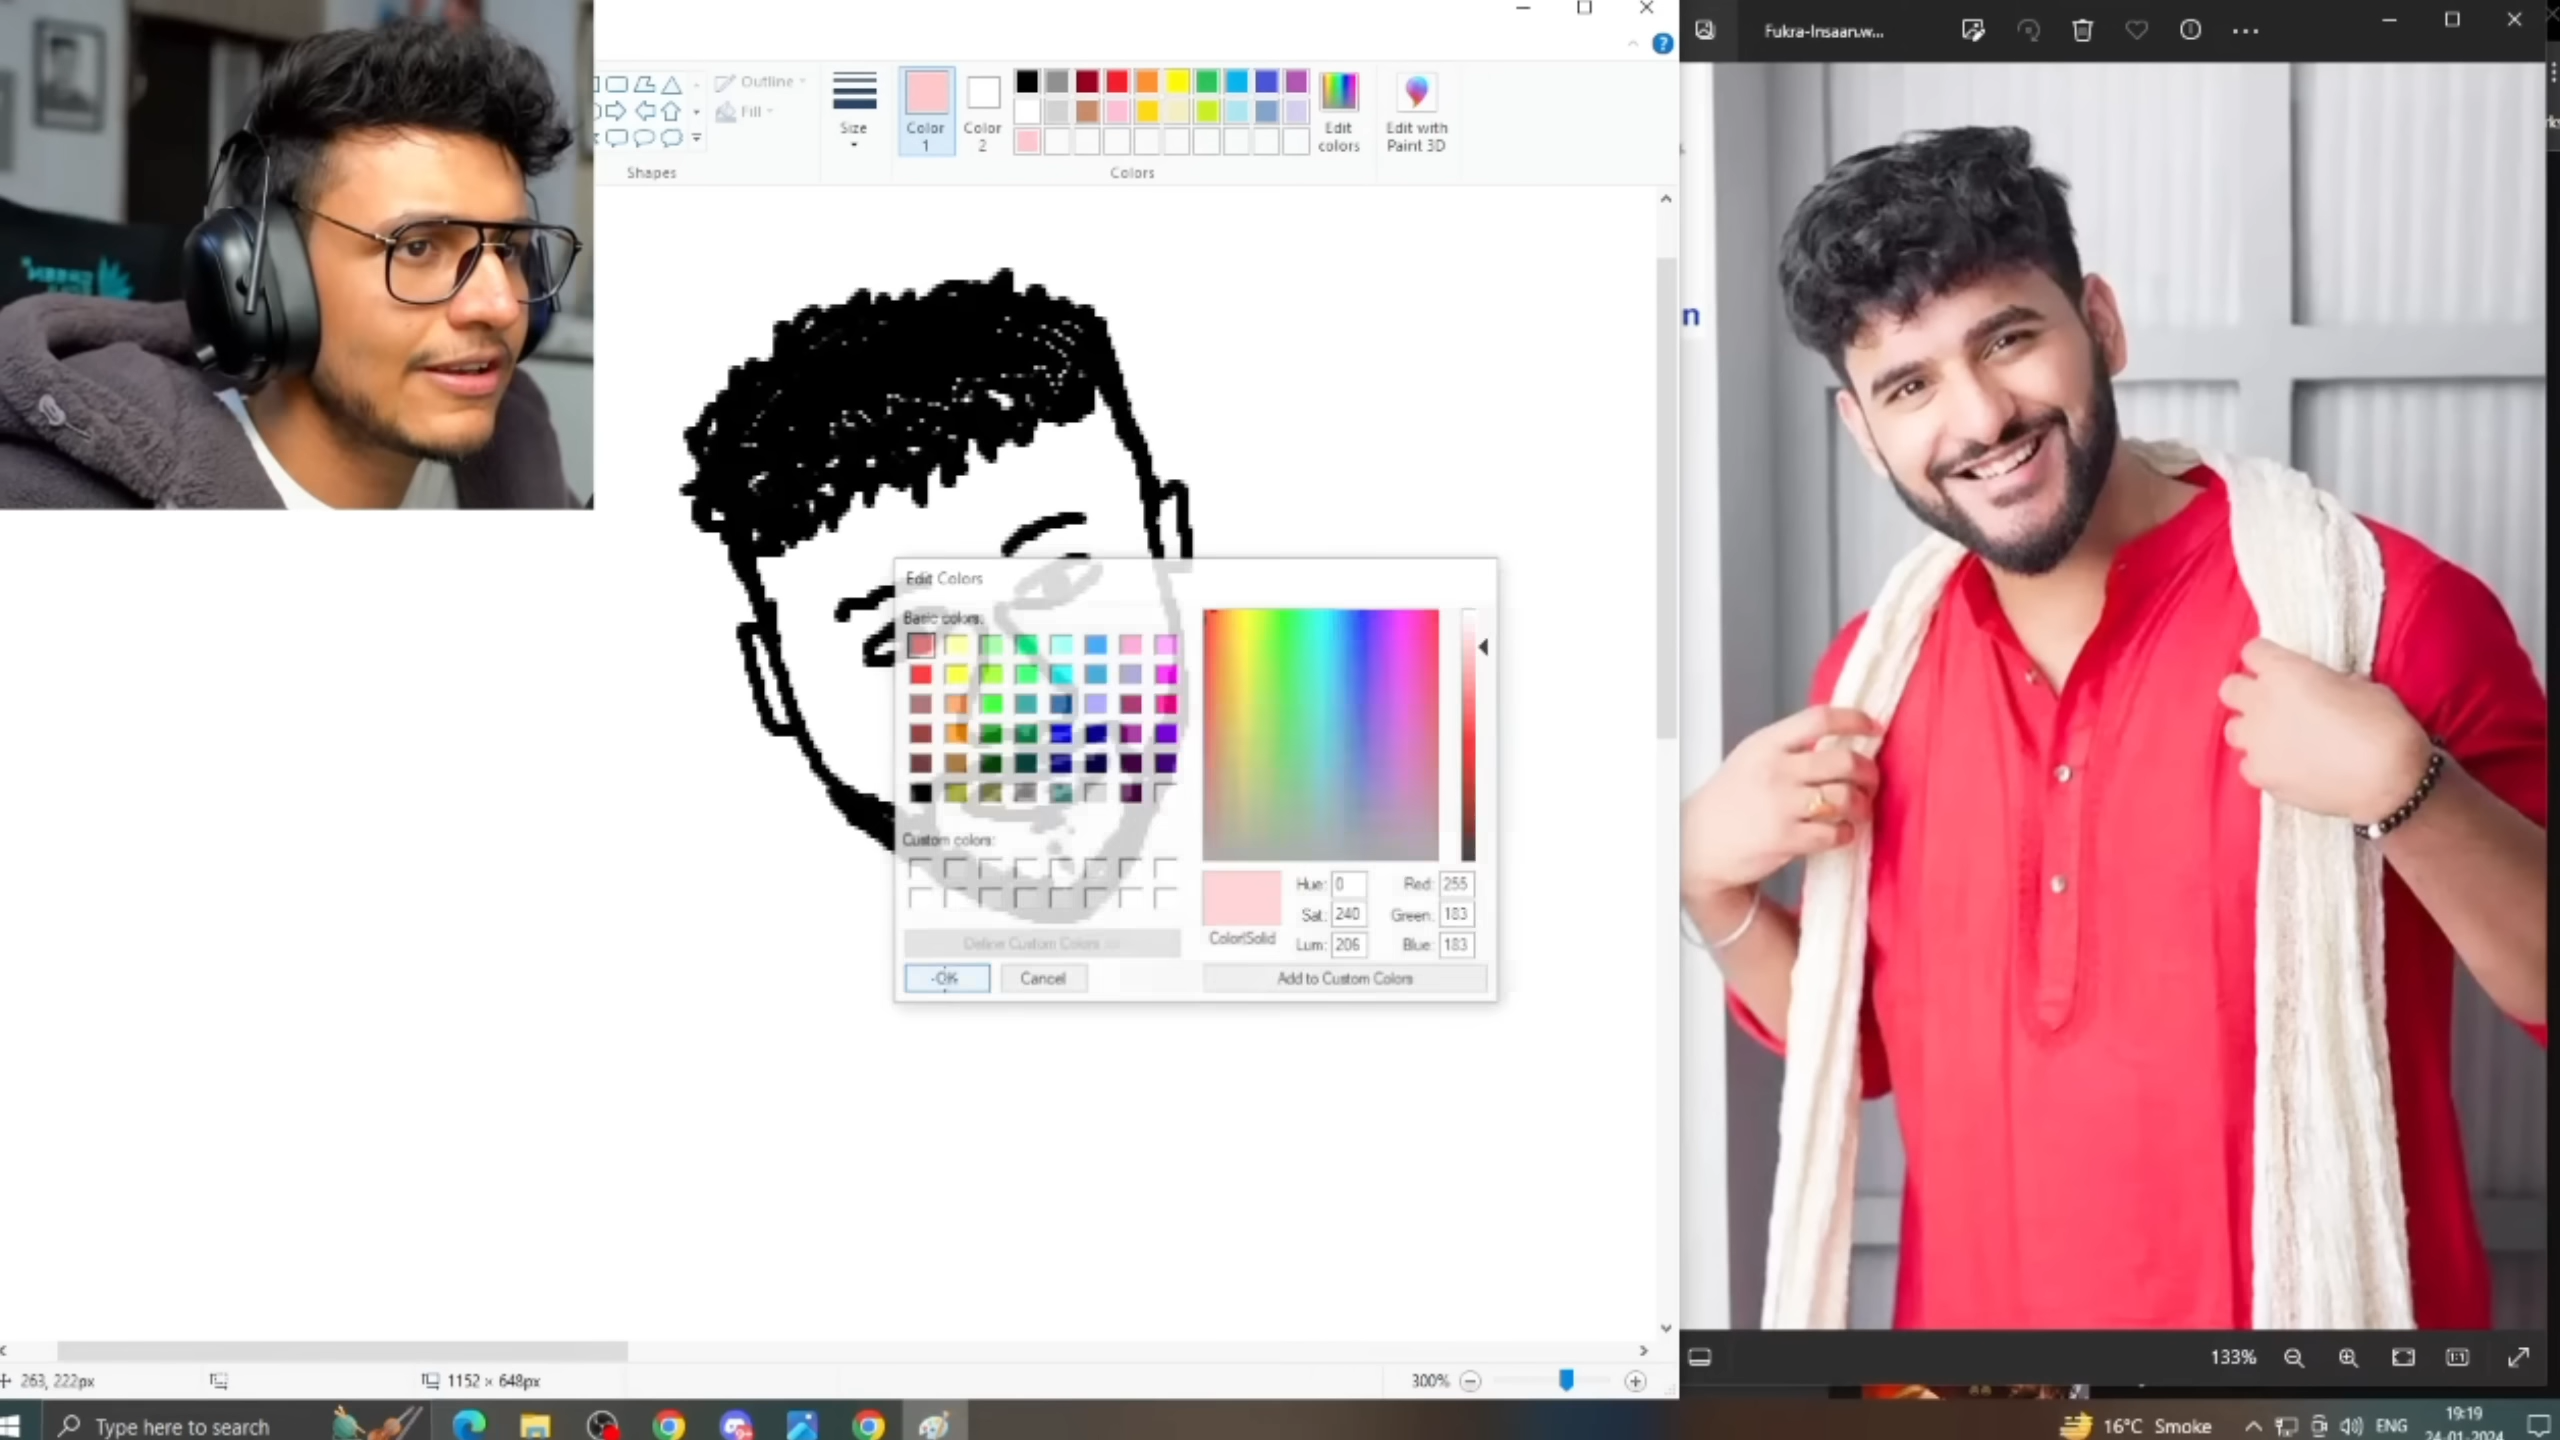 Fukra-Insaan.w...
Outline
Fill
Shapes
Size
Color
1
Color
2
Edit
colors
Edit with
Paint 3D
Colors
n
Edit Colors
Basic colors:
Custom colors:
Define Custom Colors >>
Color|Solid
Hue: 0
Sat: 240
Lum: 206
Red: 255
Green: 183
Blue: 183
OK
Cancel
Add to Custom Colors
133%
263, 222px
1152 × 648px
300%
Type here to search
16°C Smoke
ENG
19:19
24-01-2024